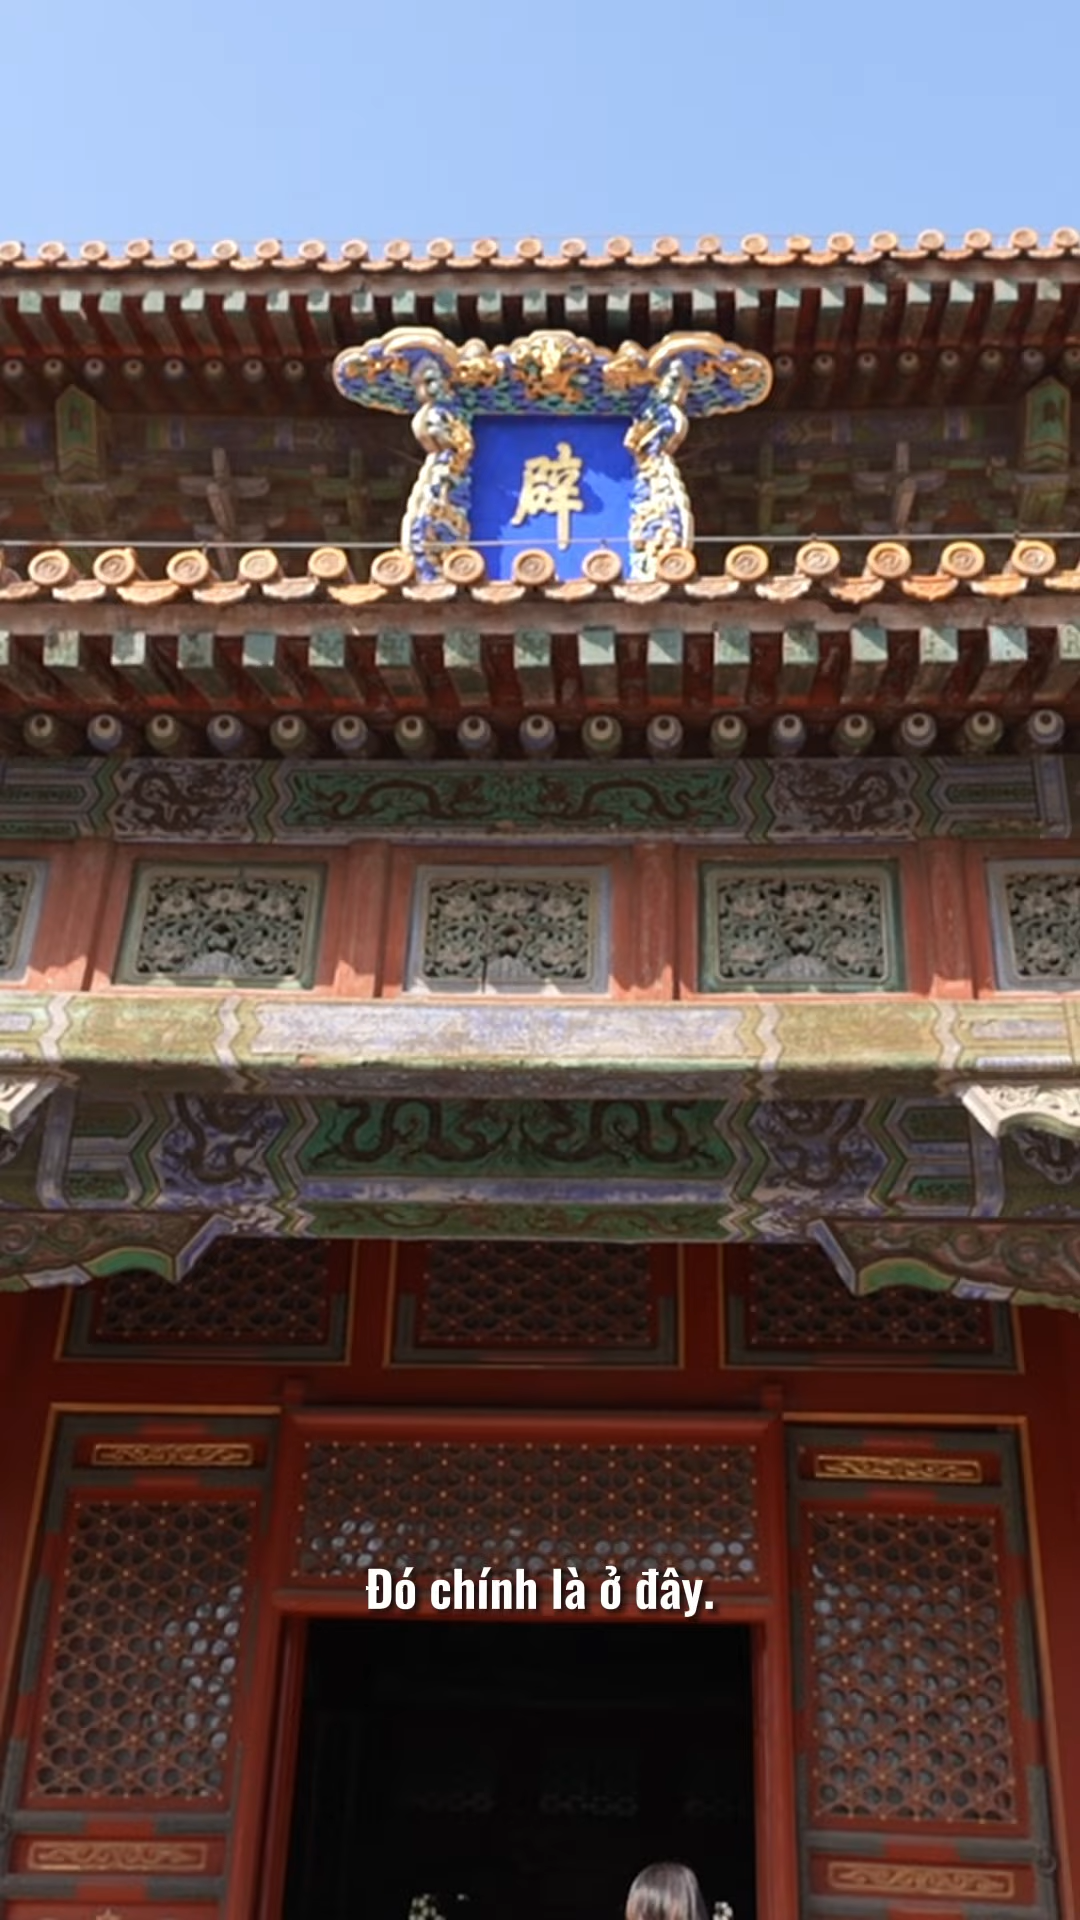 辟
Đó chính là ở đây.